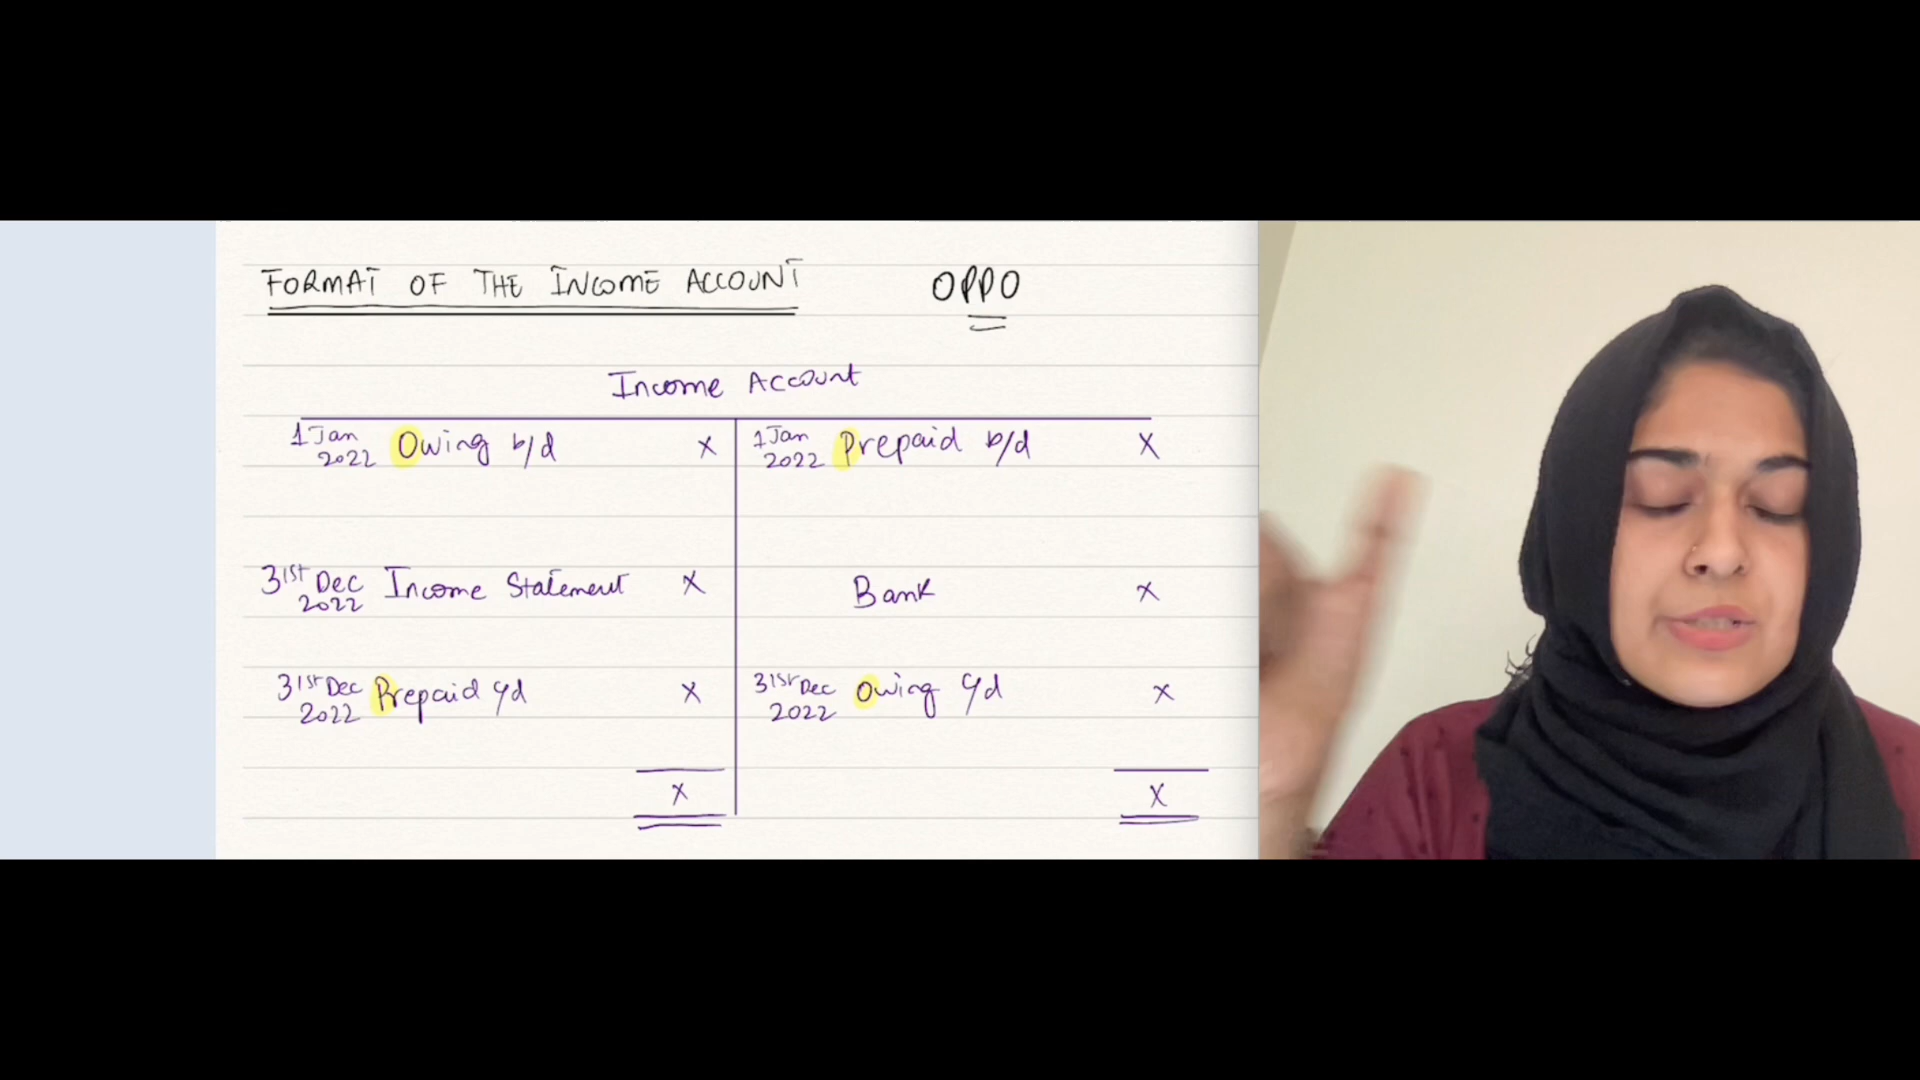 FORMAT OF THE INCOME ACCOUNT
OPPO
Income Account
1 Jan 2022 Owing b/d X
1 Jan 2022 Prepaid b/d X
31st Dec 2022 Income Statement X
Bank X
31st Dec 2022 Prepaid c/d X
31st Dec 2022 Owing c/d X
X
X